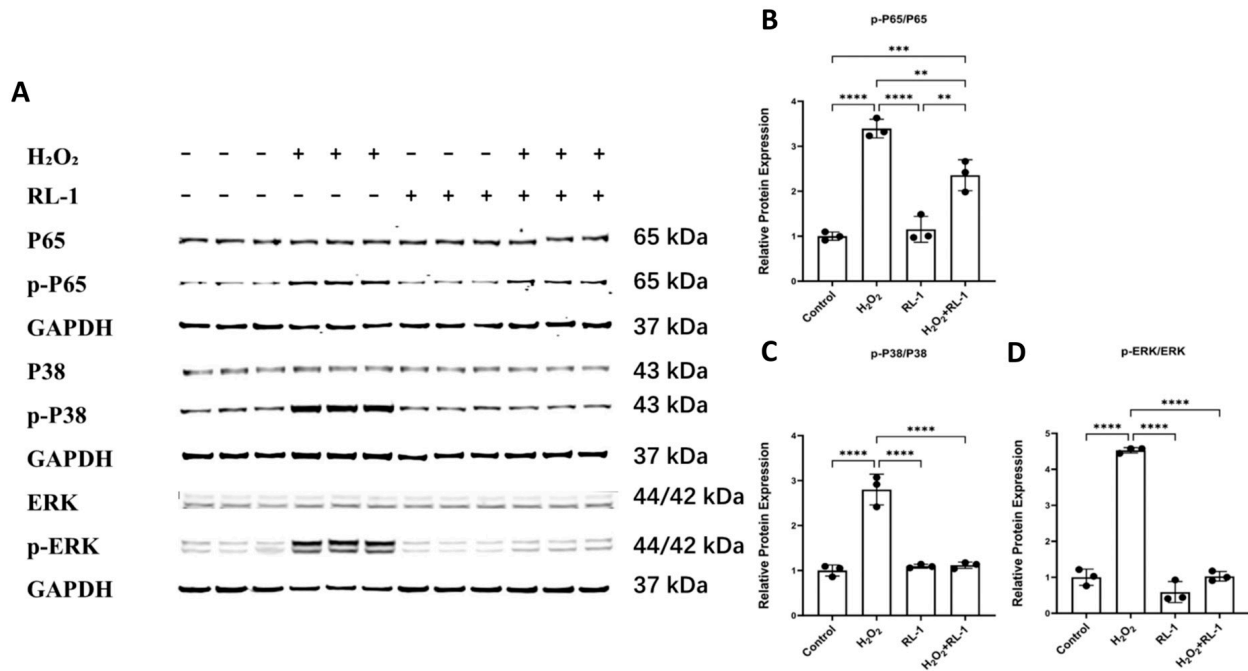 A
H₂O₂ − − − + + + − − − + + +
RL-1 − − − − − − + + + + + +
P65 65 kDa
p-P65 65 kDa
GAPDH 37 kDa
P38 43 kDa
p-P38 43 kDa
GAPDH 37 kDa
ERK 44/42 kDa
p-ERK 44/42 kDa
GAPDH 37 kDa
B
p-P65/P65
***
**
**** **** **
Relative Protein Expression
4
3
2
1
0
Control H₂O₂ RL-1 H₂O₂+RL-1
C
p-P38/P38
****
**** ****
Relative Protein Expression
4
3
2
1
0
Control H₂O₂ RL-1 H₂O₂+RL-1
D
p-ERK/ERK
****
**** ****
Relative Protein Expression
5
4
3
2
1
0
Control H₂O₂ RL-1 H₂O₂+RL-1